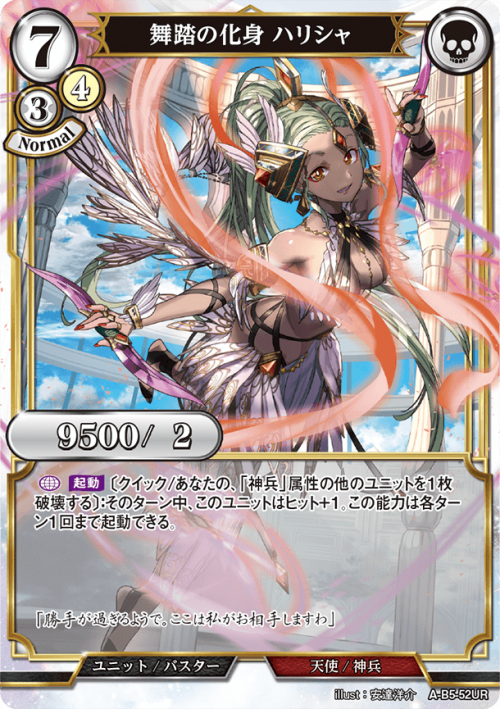 7
舞踏の化身 ハリシャ
3
4
Normal
9500/ 2
起動 〔クイック/あなたの、「神兵」属性の他のユニットを1枚
破壊する〕:そのターン中、このユニットはヒット+1。この能力は各ター
ン1回まで起動できる。
「勝手が過ぎるようで。ここは私がお相手しますわ」
ユニット / バスター
天使 / 神兵
illust : 安達洋介
A-B5-52UR